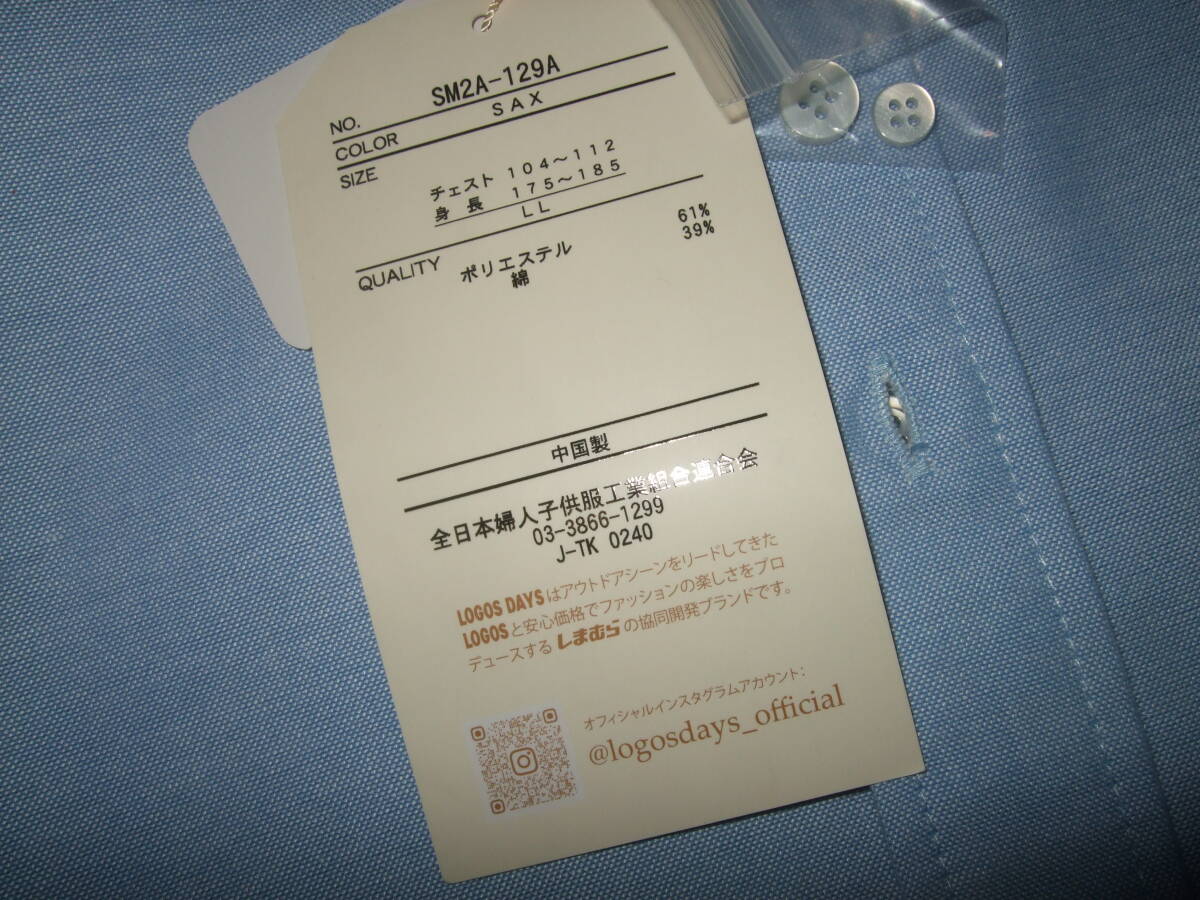 NO. SM2A-129A
COLOR SAX
SIZE チェスト 104～112
身 長 175～185
LL
QUALITY ポリエステル 61%
綿 39%
中国製
全日本婦人子供服工業組合連合会
03-3866-1299
J-TK 0240
LOGOS DAYSはアウトドアシーンをリードしてきた
LOGOSと安心価格でファッションの楽しさをプロ
デュースするしまむらの協同開発ブランドです。
オフィシャルインスタグラムアカウント:
@logosdays_official